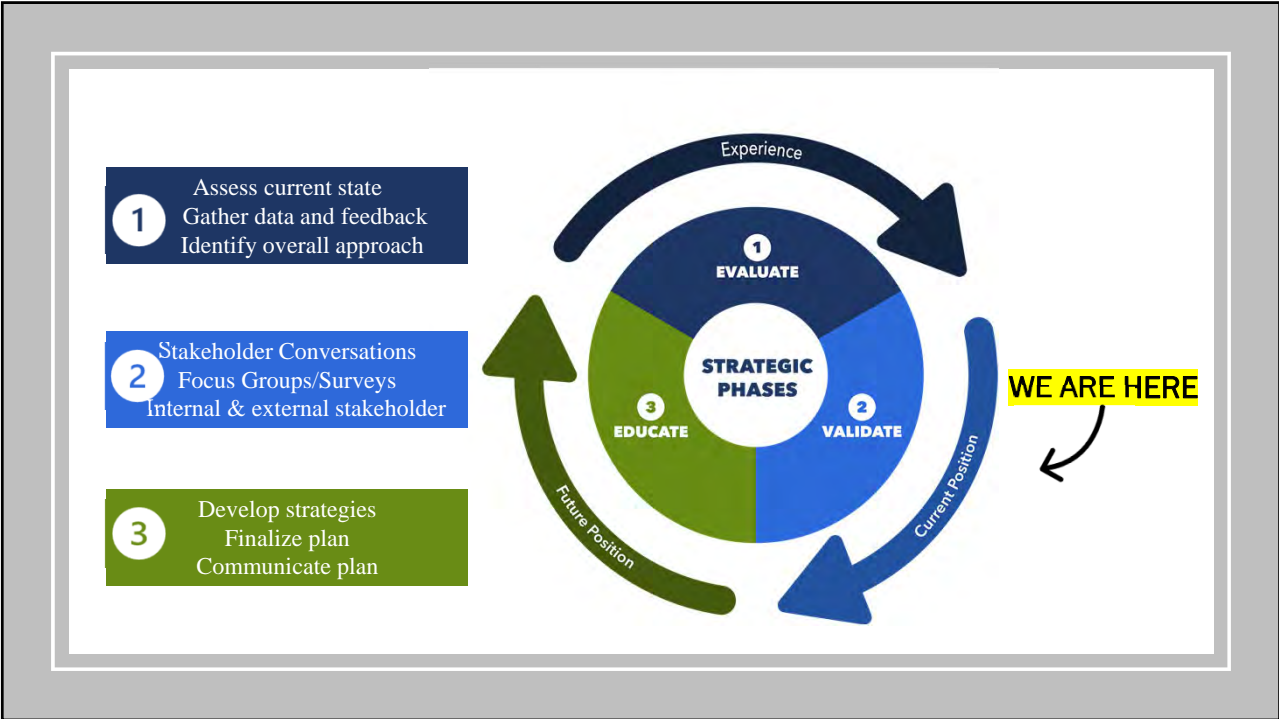 1
Assess current state
Gather data and feedback
Identify overall approach
2
Stakeholder Conversations
Focus Groups/Surveys
Internal & external stakeholder
3
Develop strategies
Finalize plan
Communicate plan
Experience
1
EVALUATE
STRATEGIC
PHASES
2
VALIDATE
3
EDUCATE
Current Position
Future Position
WE ARE HERE